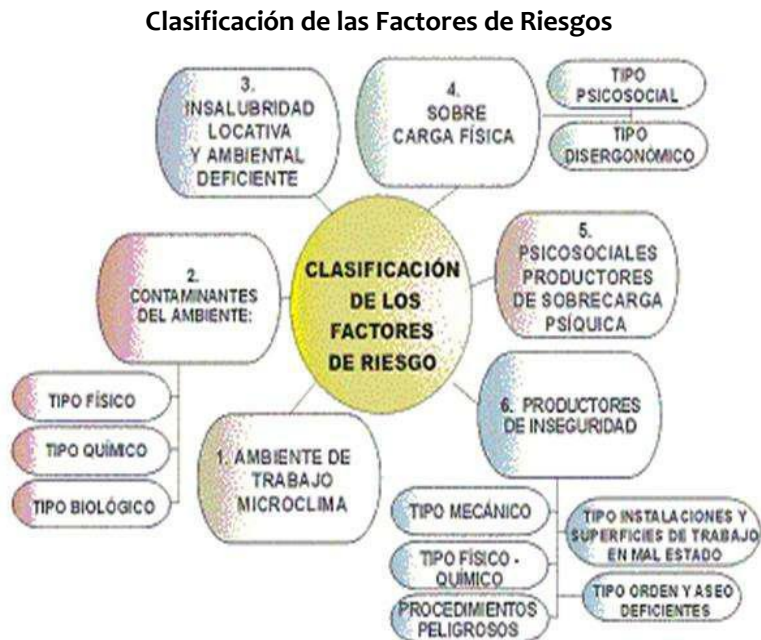 Clasificación de las Factores de Riesgos
3.
INSALUBRIDAD
LOCATIVA
Y AMBIENTAL
DEFICIENTE
4.
SOBRE
CARGA FÍSICA
TIPO
PSICOSOCIAL
TIPO
DISERGONÓMICO
CLASIFICACIÓN
DE LOS
FACTORES
DE RIESGO
5.
PSICOSOCIALES
PRODUCTORES
DE SOBRECARGA
PSÍQUICA
2.
CONTAMINANTES
DEL AMBIENTE:
TIPO FÍSICO
TIPO QUÍMICO
TIPO BIOLÓGICO
1. AMBIENTE DE
TRABAJO
MICROCLIMA
6. PRODUCTORES
DE INSEGURIDAD
TIPO MECÁNICO
TIPO FÍSICO -
QUÍMICO
PROCEDIMIENTOS
PELIGROSOS
TIPO INSTALACIONES Y
SUPERFICIES DE TRABAJO
EN MAL ESTADO
TIPO ORDEN Y ASEO
DEFICIENTES